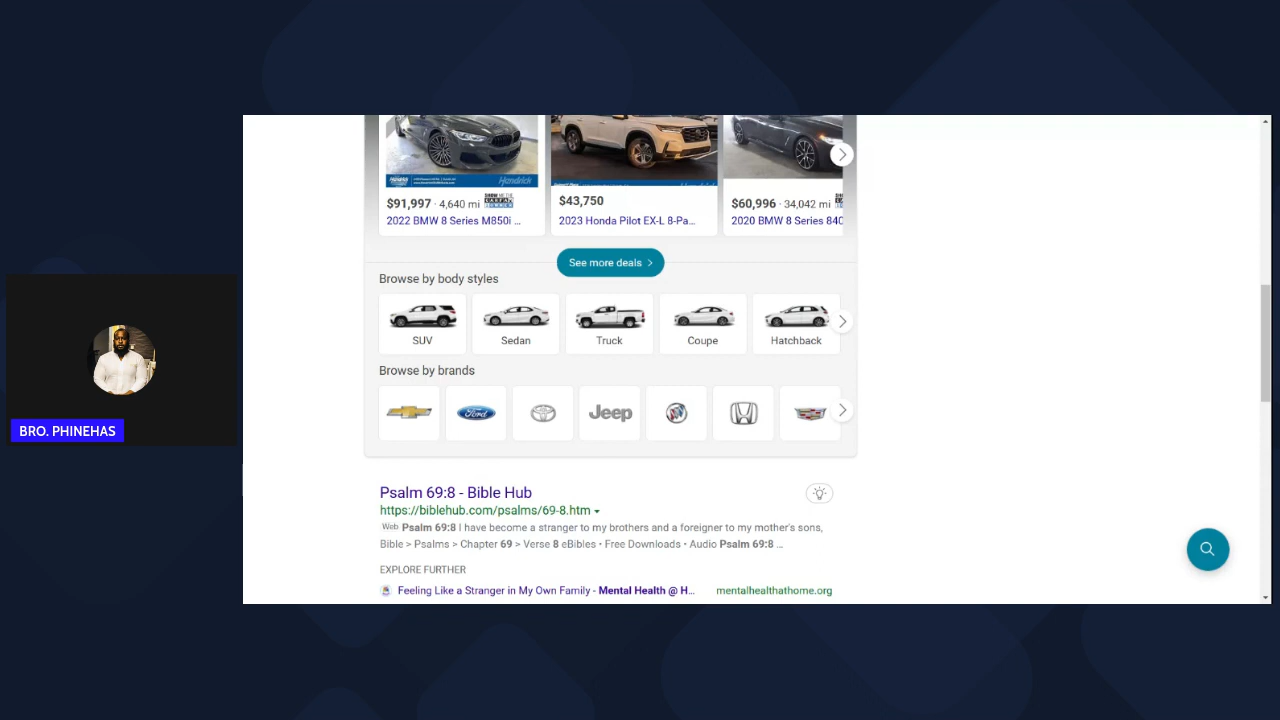 Hendrick
$91,997 · 4,640 mi
2022 BMW 8 Series M850i ...
$43,750
2023 Honda Pilot EX-L 8-Pa...
$60,996 · 34,042 mi
2020 BMW 8 Series 840
See more deals
Browse by body styles
SUV
Sedan
Truck
Coupe
Hatchback
Browse by brands
Ford
Jeep
BRO. PHINEHAS
Psalm 69:8 - Bible Hub
https://biblehub.com/psalms/69-8.htm
Web Psalm 69:8 I have become a stranger to my brothers and a foreigner to my mother's sons,
Bible > Psalms > Chapter 69 > Verse 8 eBibles • Free Downloads • Audio Psalm 69:8 ...
EXPLORE FURTHER
Feeling Like a Stranger in My Own Family - Mental Health @ H... mentalhealthathome.org